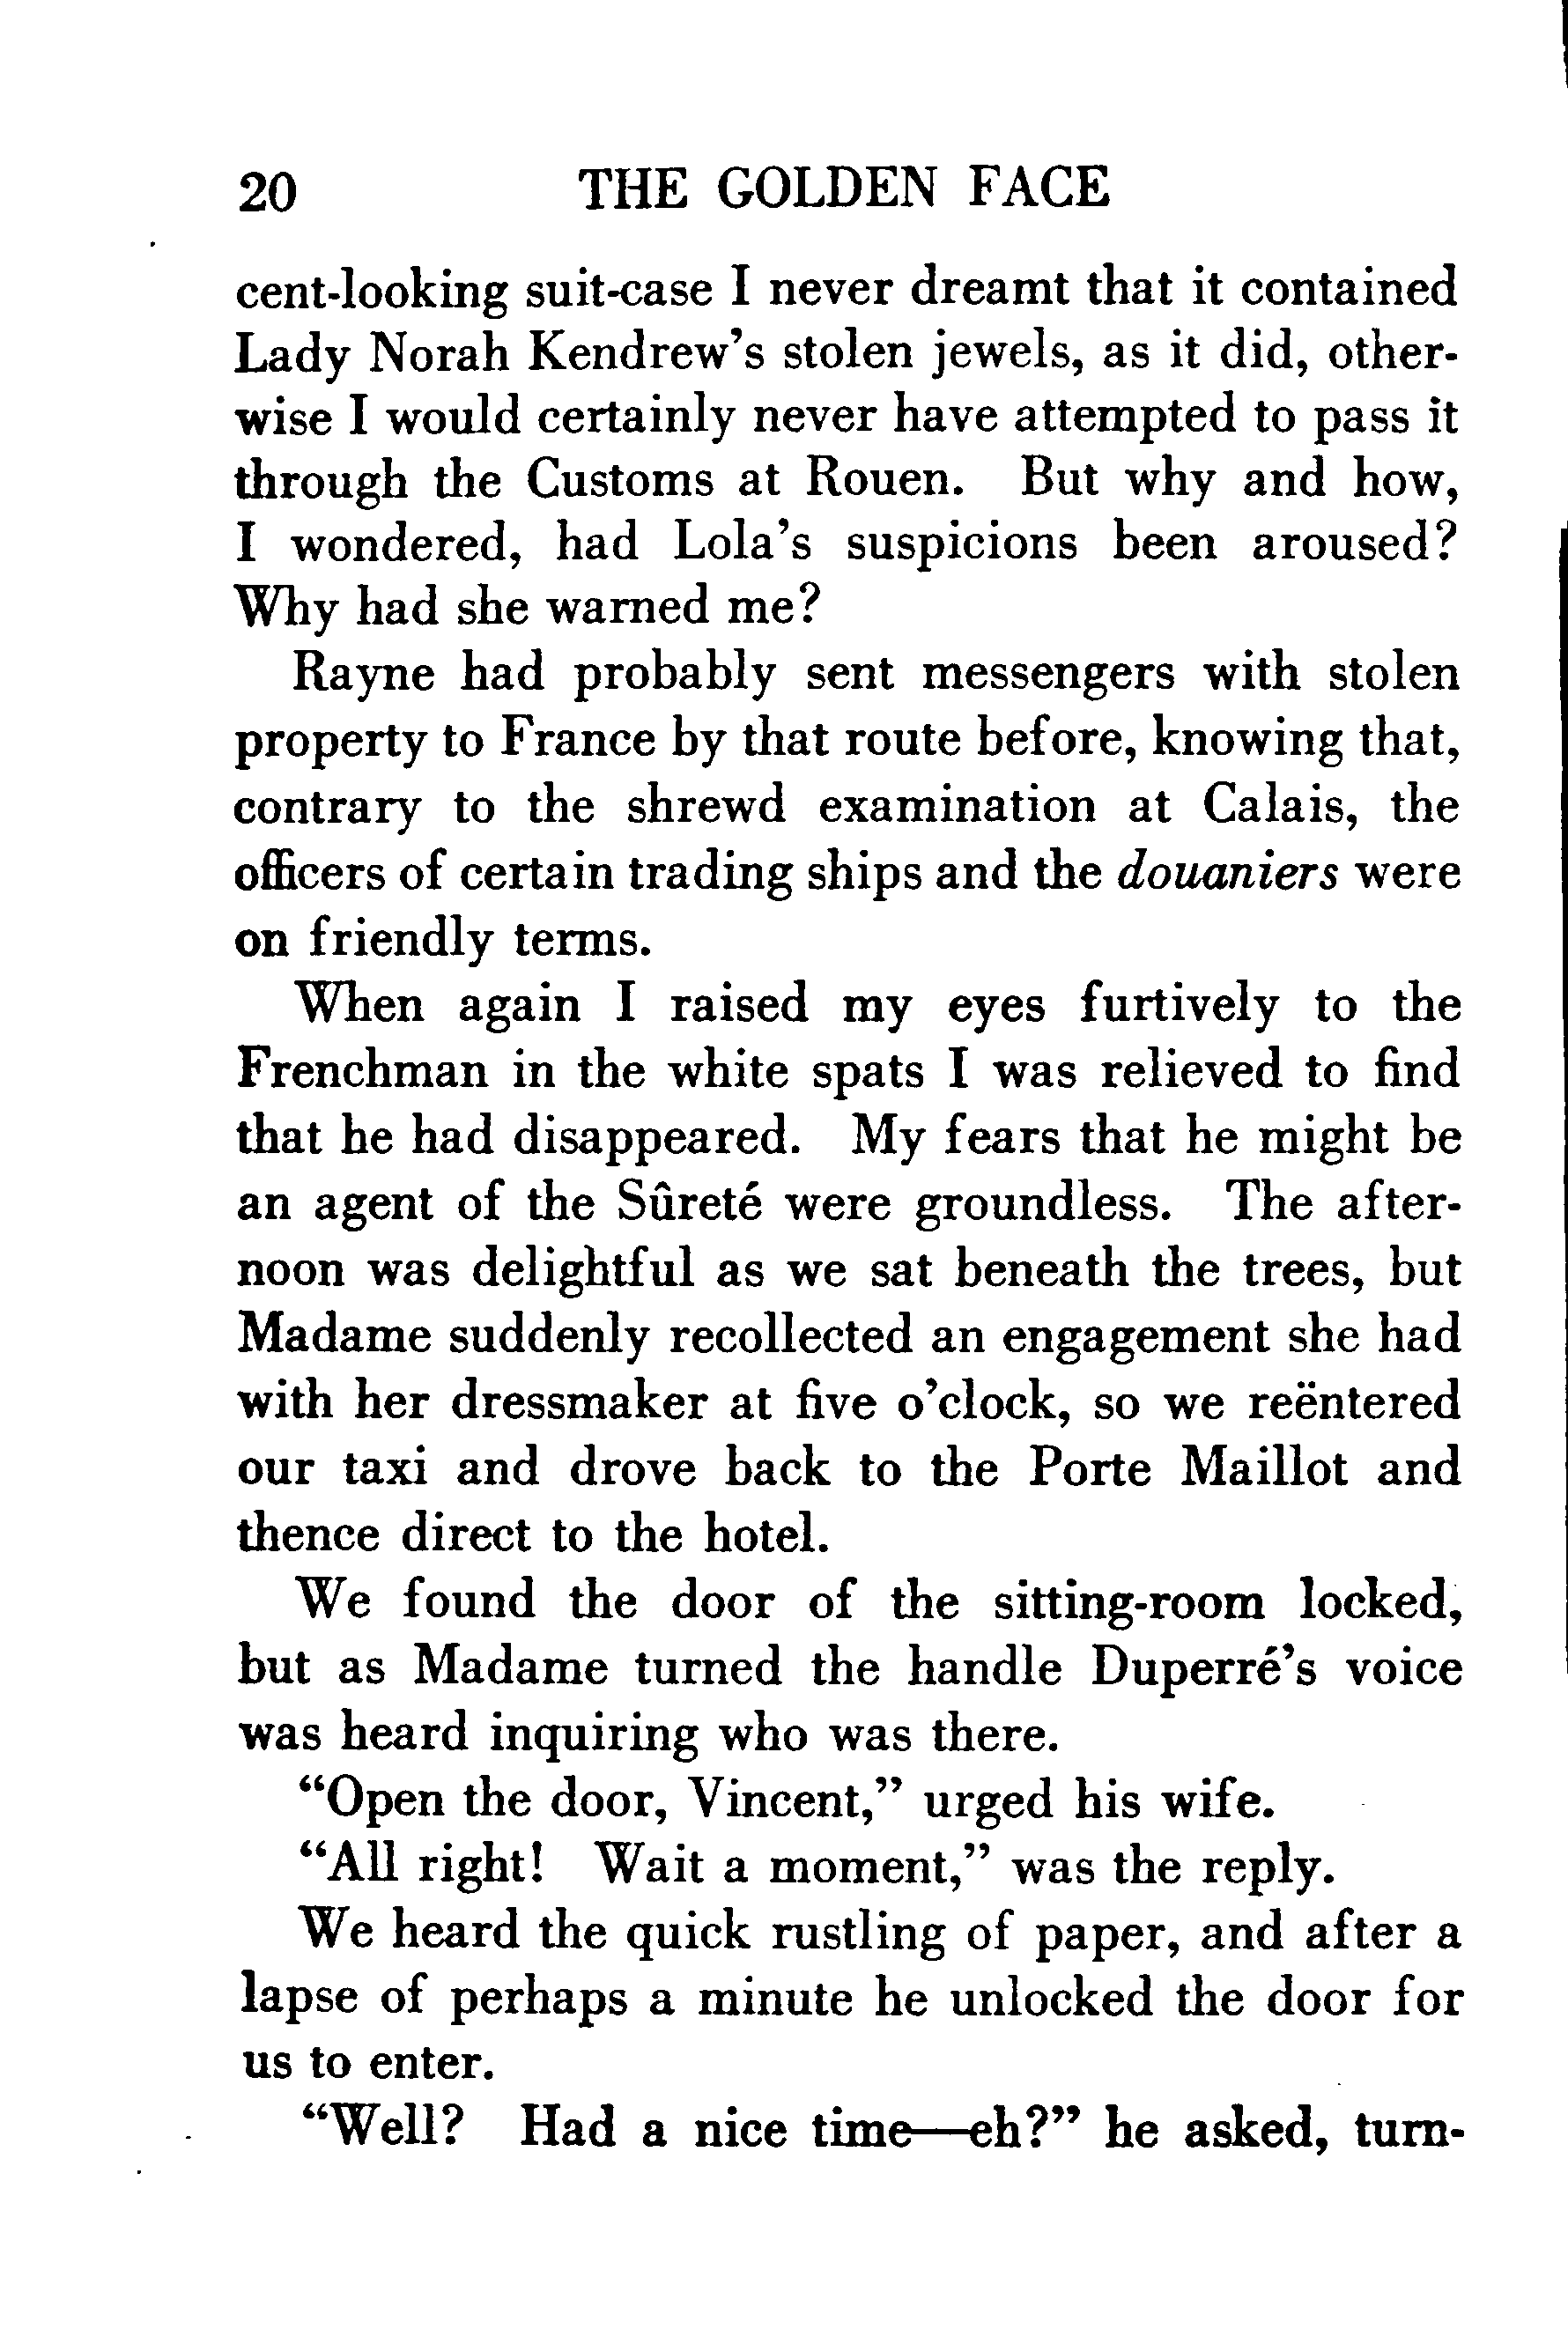 20 THE GOLDEN FACE
cent-looking suit-case I never dreamt that it contained
Lady Norah Kendrew's stolen jewels, as it did, other-
wise I would certainly never have attempted to pass it
through the Customs at Rouen. But why and how,
I wondered, had Lola's suspicions been aroused?
Why had she warned me?
Rayne had probably sent messengers with stolen
property to France by that route before, knowing that,
contrary to the shrewd examination at Calais, the
officers of certain trading ships and the douaniers were
on friendly terms.
When again I raised my eyes furtively to the
Frenchman in the white spats I was relieved to find
that he had disappeared. My fears that he might be
an agent of the Sûreté were groundless. The after-
noon was delightful as we sat beneath the trees, but
Madame suddenly recollected an engagement she had
with her dressmaker at five o'clock, so we reëntered
our taxi and drove back to the Porte Maillot and
thence direct to the hotel.
We found the door of the sitting-room locked,
but as Madame turned the handle Duperré's voice
was heard inquiring who was there.
"Open the door, Vincent," urged his wife.
"All right! Wait a moment," was the reply.
We heard the quick rustling of paper, and after a
lapse of perhaps a minute he unlocked the door for
us to enter.
"Well? Had a nice time—eh?" he asked, turn-